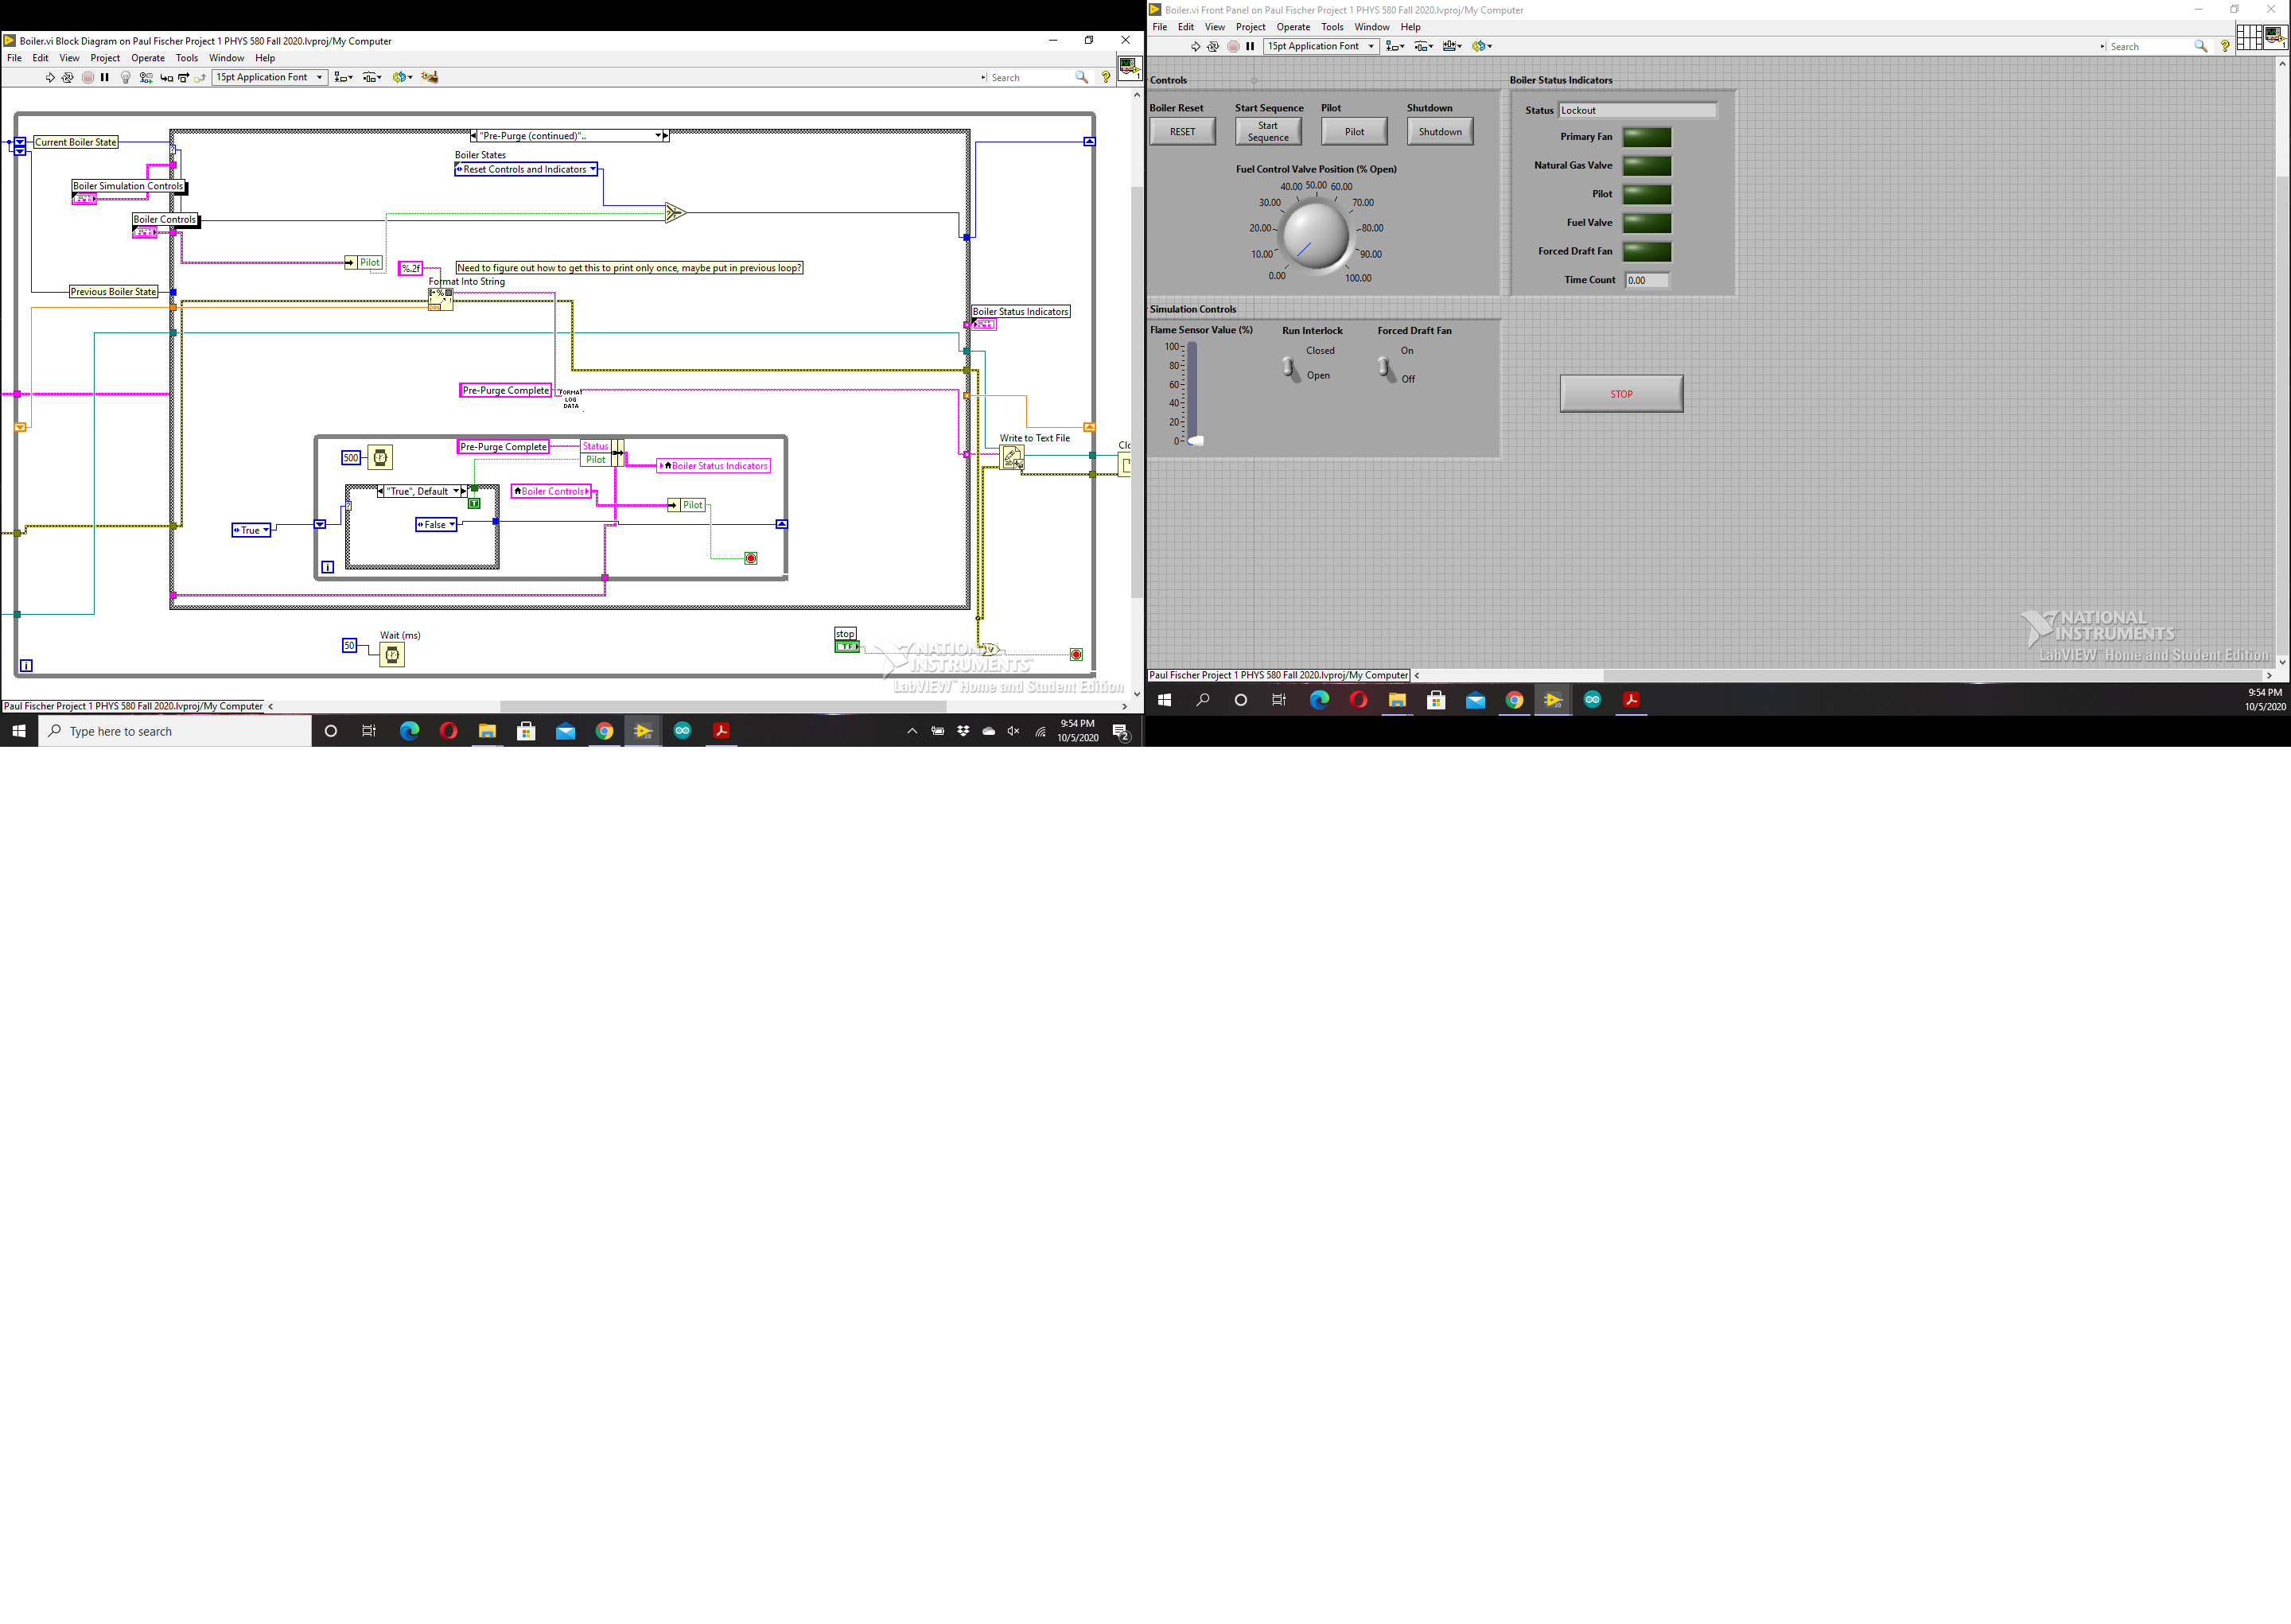 Boiler.vi Block Diagram on Paul Fischer Project 1 PHYS 580 Fall 2020.lvproj/My Computer
File Edit View Project Operate Tools Window Help
15pt Application Font
Search
Current Boiler State
"Pre-Purge (continued)"..
Boiler States
Reset Controls and Indicators
Boiler Simulation Controls
Boiler Controls
Pilot
%.2f
Need to figure out how to get this to print only once, maybe put in previous loop?
Format Into String
Previous Boiler State
Boiler Status Indicators
Pre-Purge Complete
FORMAT
LOG
DATA
Write to Text File
Clo
Pre-Purge Complete
Status
Pilot
500
Boiler Status Indicators
"True", Default
Boiler Controls
Pilot
T
True
False
i
Wait (ms)
50
stop
TF
i
NATIONAL
INSTRUMENTS
LabVIEW Home and Student Edition
Paul Fischer Project 1 PHYS 580 Fall 2020.lvproj/My Computer
Type here to search
9:54 PM
10/5/2020
2
Boiler.vi Front Panel on Paul Fischer Project 1 PHYS 580 Fall 2020.lvproj/My Computer
File Edit View Project Operate Tools Window Help
15pt Application Font
Search
Controls
Boiler Reset Start Sequence Pilot Shutdown
RESET Start Sequence Pilot Shutdown
Fuel Control Valve Position (% Open)
0.00 10.00 20.00 30.00 40.00 50.00 60.00 70.00 80.00 90.00 100.00
Boiler Status Indicators
Status Lockout
Primary Fan
Natural Gas Valve
Pilot
Fuel Valve
Forced Draft Fan
Time Count 0.00
Simulation Controls
Flame Sensor Value (%) Run Interlock Forced Draft Fan
100
80
60
40
20
0
Closed
Open
On
Off
STOP
NATIONAL
INSTRUMENTS
LabVIEW Home and Student Edition
Paul Fischer Project 1 PHYS 580 Fall 2020.lvproj/My Computer
9:54 PM
10/5/2020